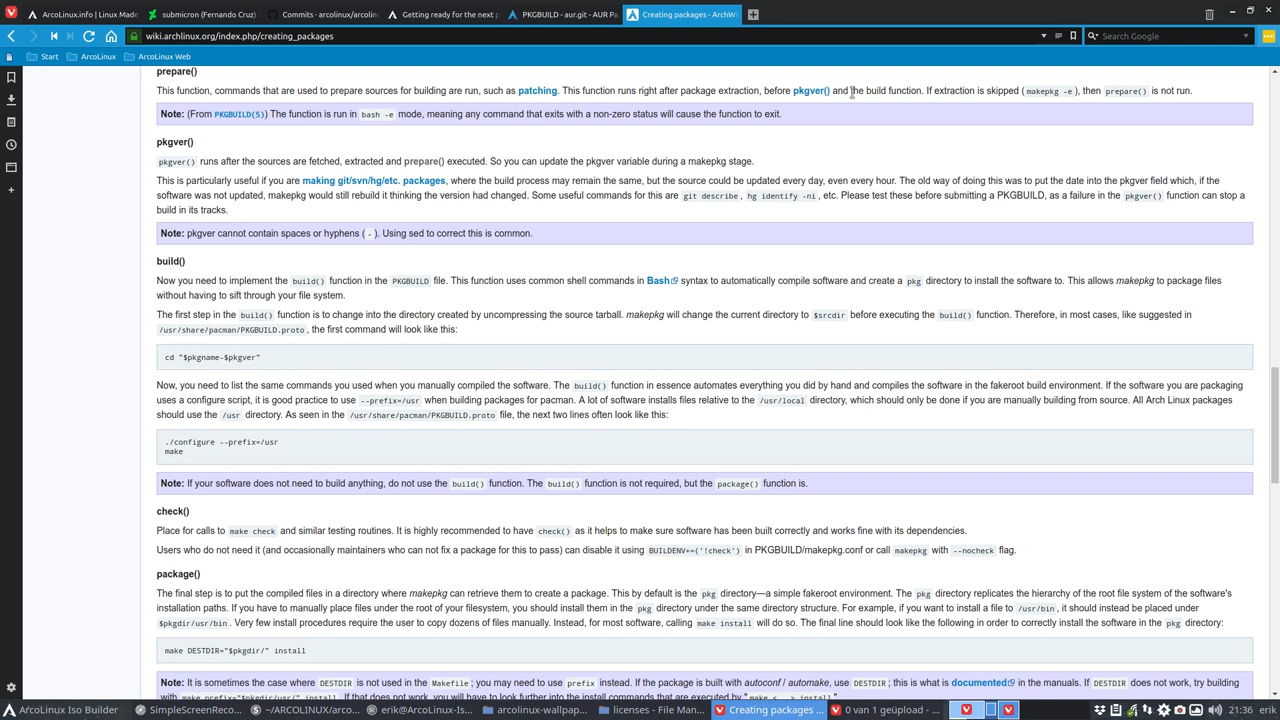 ArcoLinux.info | Linux Made
submicron (Fernando Cruz)
Commits · arcolinux/arcolin
Getting ready for the next p
PKGBUILD - aur.git - AUR Pa
Creating packages - ArchWi
wiki.archlinux.org/index.php/creating_packages
Search Google
Start
ArcoLinux
ArcoLinux Web
prepare()
This function, commands that are used to prepare sources for building are run, such as patching. This function runs right after package extraction, before pkgver() and the build function. If extraction is skipped ( makepkg -e ), then prepare() is not run.
Note: (From PKGBUILD(5)) The function is run in bash -e mode, meaning any command that exits with a non-zero status will cause the function to exit.
pkgver()
pkgver() runs after the sources are fetched, extracted and prepare() executed. So you can update the pkgver variable during a makepkg stage.
This is particularly useful if you are making git/svn/hg/etc. packages, where the build process may remain the same, but the source could be updated every day, even every hour. The old way of doing this was to put the date into the pkgver field which, if the
software was not updated, makepkg would still rebuild it thinking the version had changed. Some useful commands for this are git describe , hg identify -ni , etc. Please test these before submitting a PKGBUILD, as a failure in the pkgver() function can stop a
build in its tracks.
Note: pkgver cannot contain spaces or hyphens ( - ). Using sed to correct this is common.
build()
Now you need to implement the build() function in the PKGBUILD file. This function uses common shell commands in Bash syntax to automatically compile software and create a pkg directory to install the software to. This allows makepkg to package files
without having to sift through your file system.
The first step in the build() function is to change into the directory created by uncompressing the source tarball. makepkg will change the current directory to $srcdir before executing the build() function. Therefore, in most cases, like suggested in
/usr/share/pacman/PKGBUILD.proto , the first command will look like this:
cd "$pkgname-$pkgver"
Now, you need to list the same commands you used when you manually compiled the software. The build() function in essence automates everything you did by hand and compiles the software in the fakeroot build environment. If the software you are packaging
uses a configure script, it is good practice to use --prefix=/usr when building packages for pacman. A lot of software installs files relative to the /usr/local directory, which should only be done if you are manually building from source. All Arch Linux packages
should use the /usr directory. As seen in the /usr/share/pacman/PKGBUILD.proto file, the next two lines often look like this:
./configure --prefix=/usr
make
Note: If your software does not need to build anything, do not use the build() function. The build() function is not required, but the package() function is.
check()
Place for calls to make check and similar testing routines. It is highly recommended to have check() as it helps to make sure software has been built correctly and works fine with its dependencies.
Users who do not need it (and occasionally maintainers who can not fix a package for this to pass) can disable it using BUILDENV+=('!check') in PKGBUILD/makepkg.conf or call makepkg with --nocheck flag.
package()
The final step is to put the compiled files in a directory where makepkg can retrieve them to create a package. This by default is the pkg directory—a simple fakeroot environment. The pkg directory replicates the hierarchy of the root file system of the software's
installation paths. If you have to manually place files under the root of your filesystem, you should install them in the pkg directory under the same directory structure. For example, if you want to install a file to /usr/bin , it should instead be placed under
$pkgdir/usr/bin . Very few install procedures require the user to copy dozens of files manually. Instead, for most software, calling make install will do so. The final line should look like the following in order to correctly install the software in the pkg directory:
make DESTDIR="$pkgdir/" install
Note: It is sometimes the case where DESTDIR is not used in the Makefile ; you may need to use prefix instead. If the package is built with autoconf / automake, use DESTDIR ; this is what is documented in the manuals. If DESTDIR does not work, try building
with make prefix="$pkgdir/usr/" install . If that does not work, you will have to look further into the install commands that are executed by " make <...> install ".
Arcolinux Iso Builder
SimpleScreenReco...
~/ARCOLINUX/arco...
erik@ArcoLinux-Is...
arcolinux-wallpap...
licenses - File Man...
Creating packages ...
0 van 1 geüpload - ...
21:36
erik